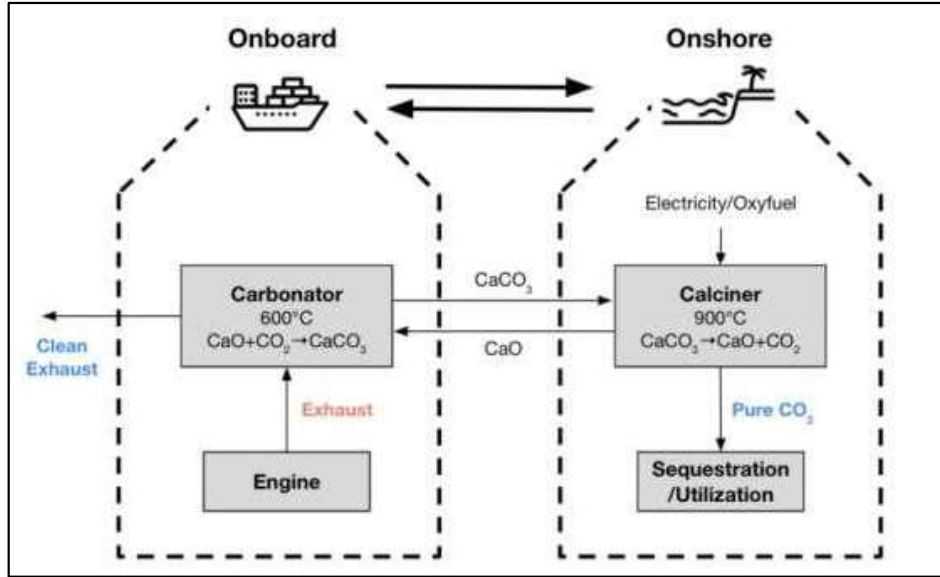 Onboard
Onshore
Electricity/Oxyfuel
Carbonator
600°C
CaO+CO₂→CaCO₃
CaCO₃
CaO
Calciner
900°C
CaCO₃→CaO+CO₂
Clean
Exhaust
Exhaust
Pure CO₂
Engine
Sequestration
/Utilization